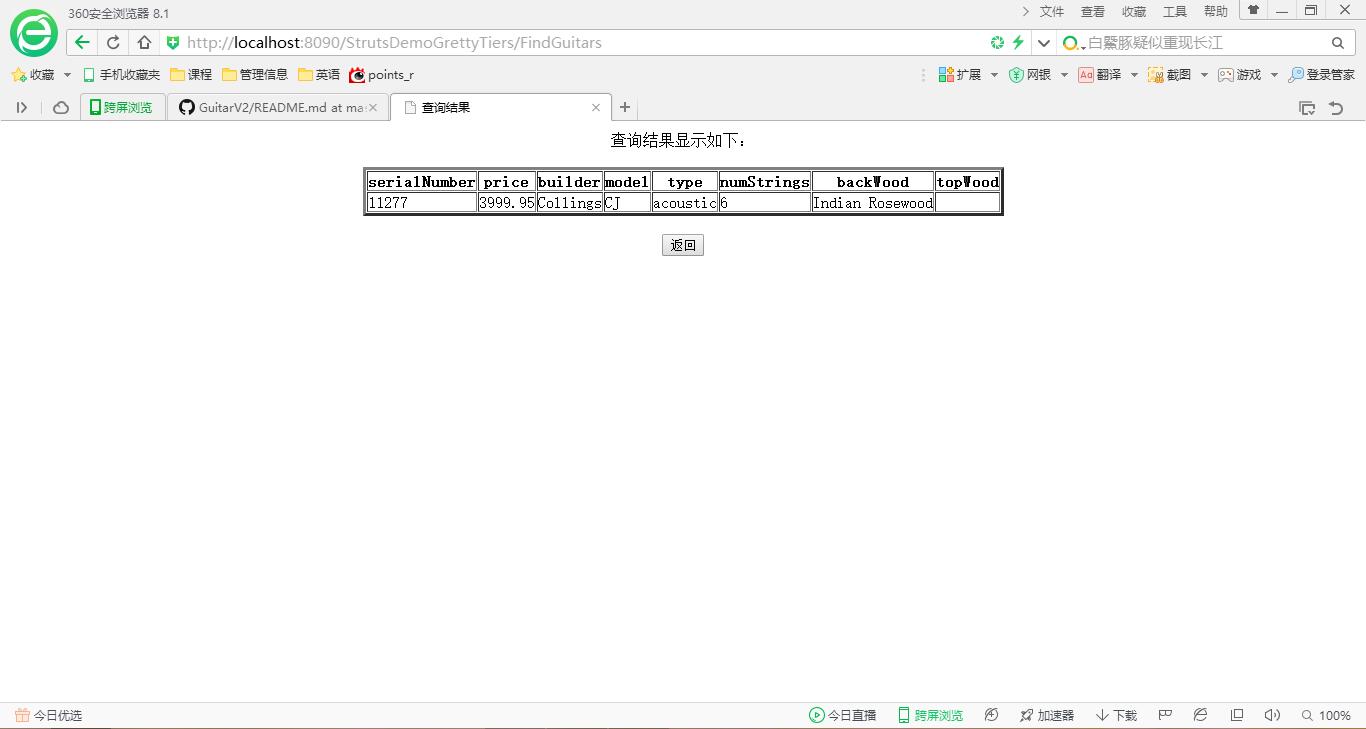 360安全浏览器 8.1
文件 查看 收藏 工具 帮助
http://localhost:8090/StrutsDemoGrettyTiers/FindGuitars
白鱀豚疑似重现长江
收藏 手机收藏夹 课程 管理信息 英语 points_r
扩展 网银 Aa 翻译 截图 游戏 登录管家
跨屏浏览 GuitarV2/README.md at ma 查询结果
查询结果显示如下：
serialNumber price builder model type numStrings backWood topWood
11277 3999.95 Collings CJ acoustic 6 Indian Rosewood
返回
今日优选 今日直播 跨屏浏览 加速器 下载 100%